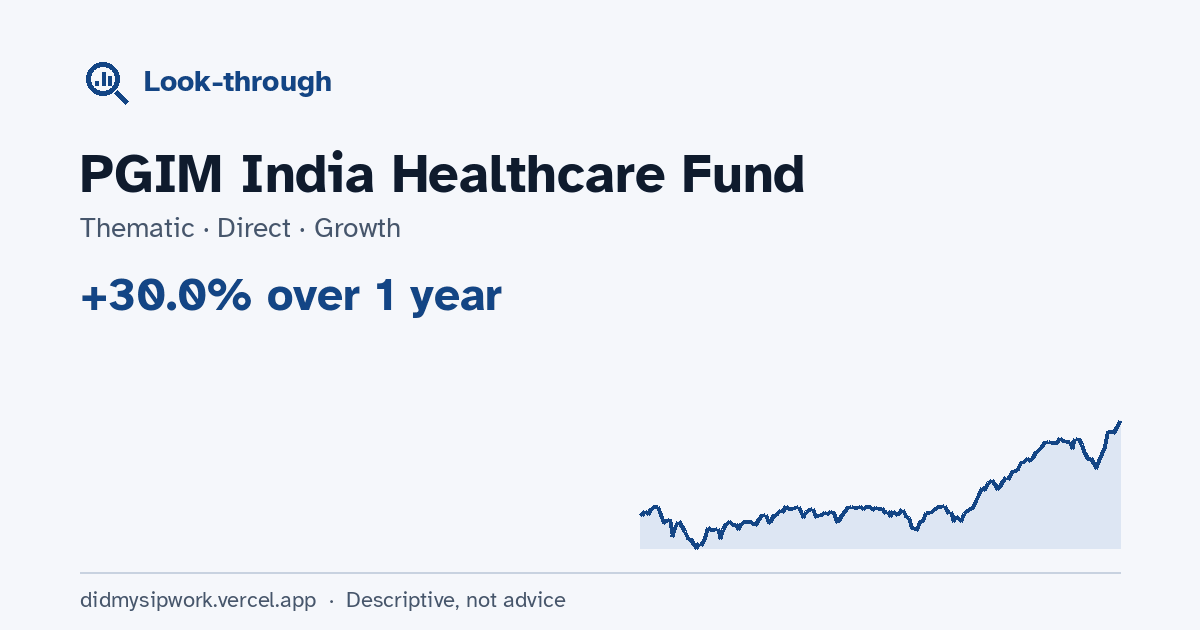 Look-through
PGIM India Healthcare Fund
Thematic · Direct · Growth
+30.0% over 1 year
didmysipwork.vercel.app · Descriptive, not advice